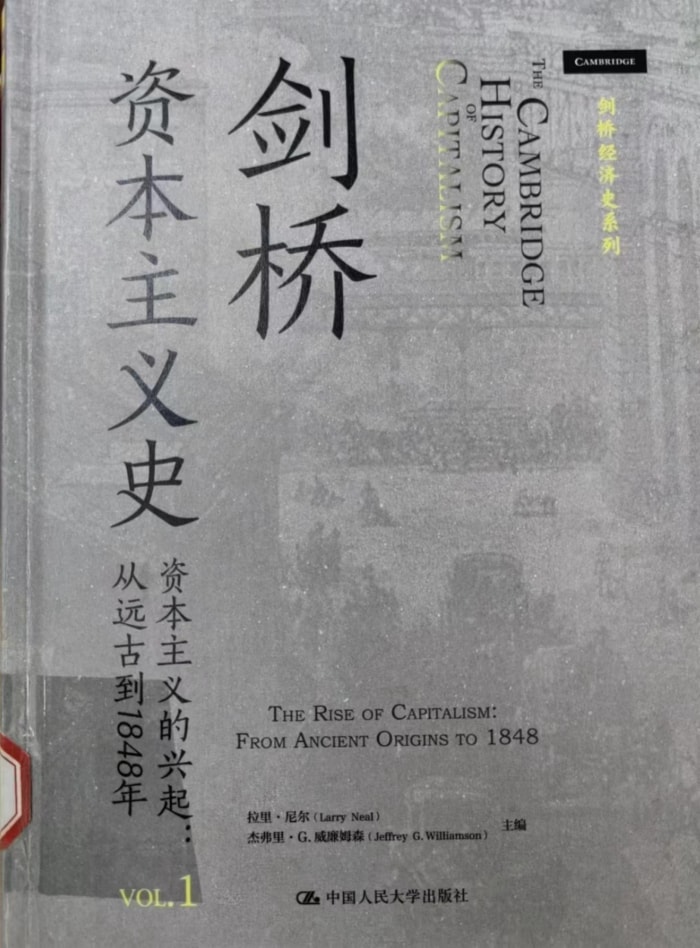 CAMBRIDGE
剑桥经济史系列
THE CAMBRIDGE
HISTORY
OF
CAPITALISM
剑桥
资本主义史
资本主义的兴起：
从远古到1848年
THE RISE OF CAPITALISM:
FROM ANCIENT ORIGINS TO 1848
拉里·尼尔（Larry Neal）
杰弗里·G. 威廉姆森（Jeffrey G. Williamson）
主编
VOL.1
中国人民大学出版社